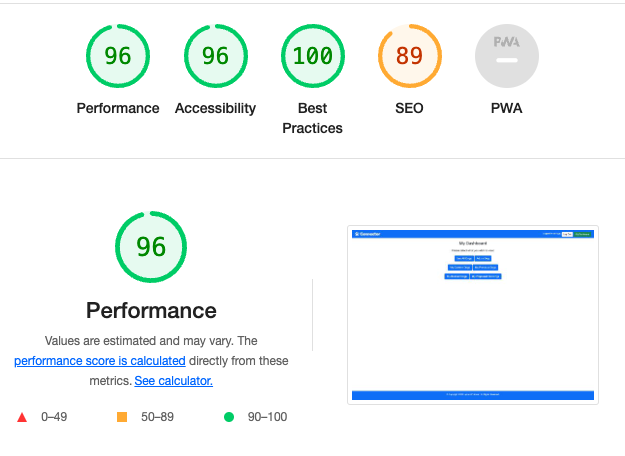 96
96
100
89
PWA
Performance
Accessibility
Best
Practices
SEO
PWA
96
Performance
Values are estimated and may vary. The
performance score is calculated directly from these
metrics. See calculator.
0–49
50–89
90–100
My Dashboard